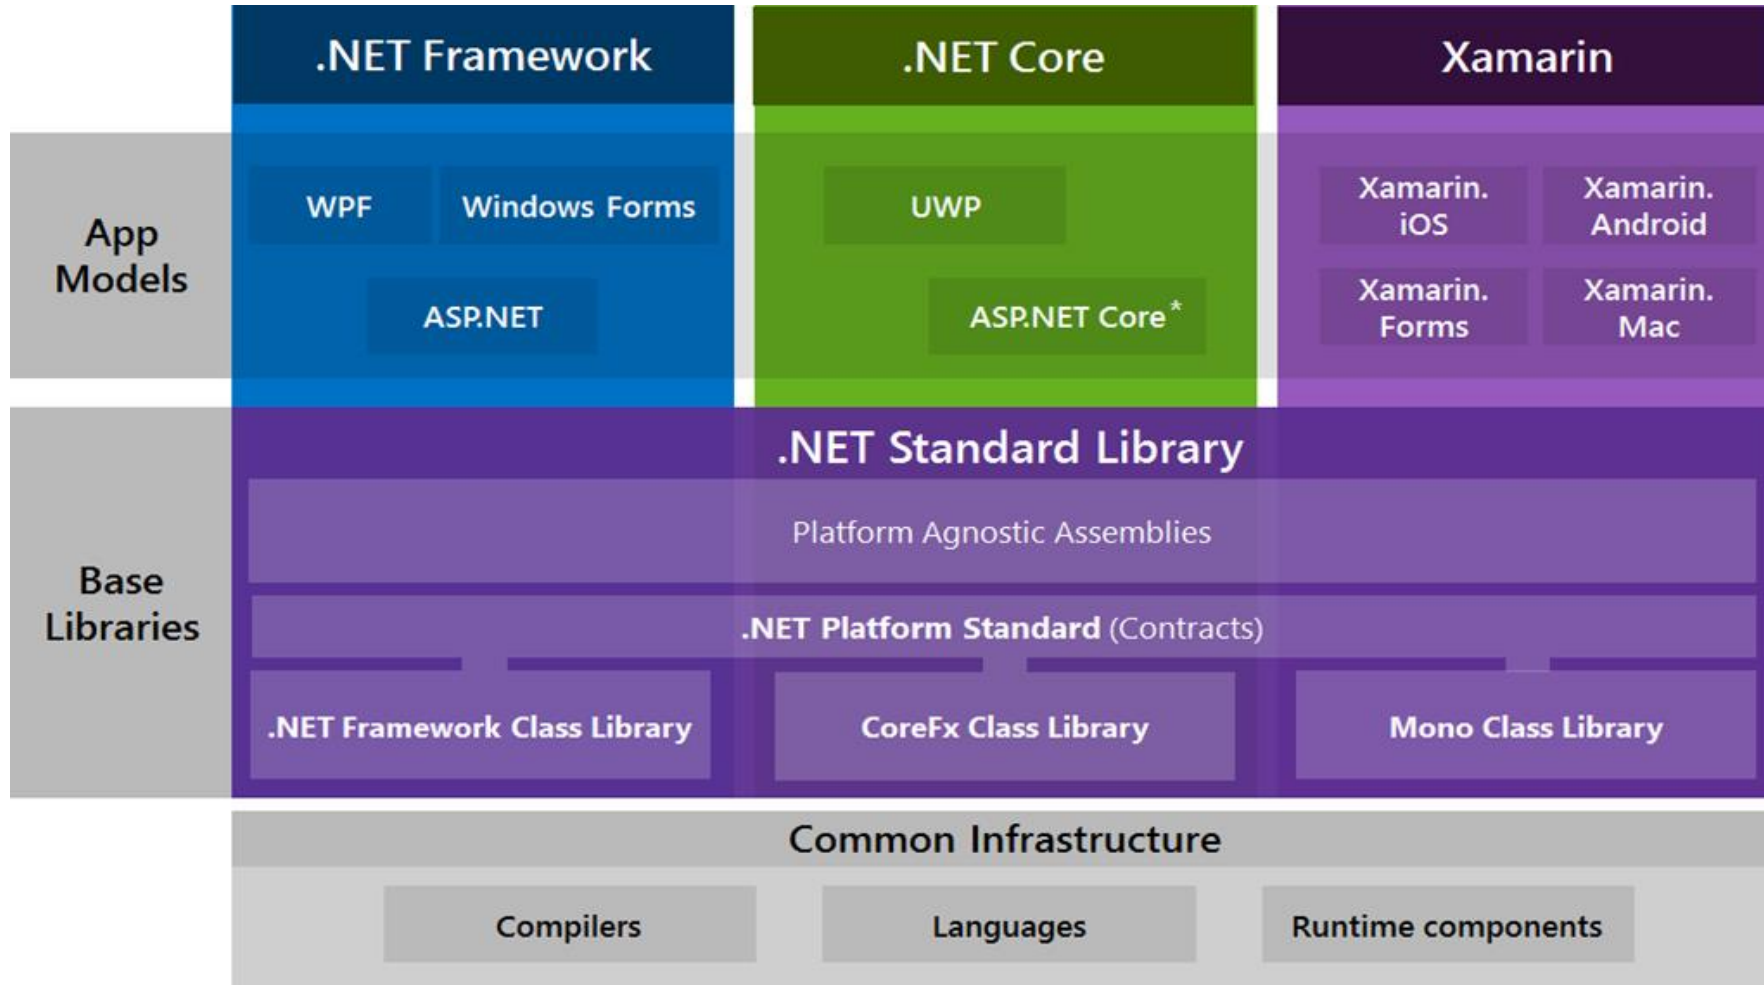 .NET Framework
.NET Core
Xamarin
App
Models
WPF
Windows Forms
ASP.NET
UWP
ASP.NET Core*
Xamarin.
iOS
Xamarin.
Android
Xamarin.
Forms
Xamarin.
Mac
Base
Libraries
.NET Standard Library
Platform Agnostic Assemblies
.NET Platform Standard (Contracts)
.NET Framework Class Library
CoreFx Class Library
Mono Class Library
Common Infrastructure
Compilers
Languages
Runtime components